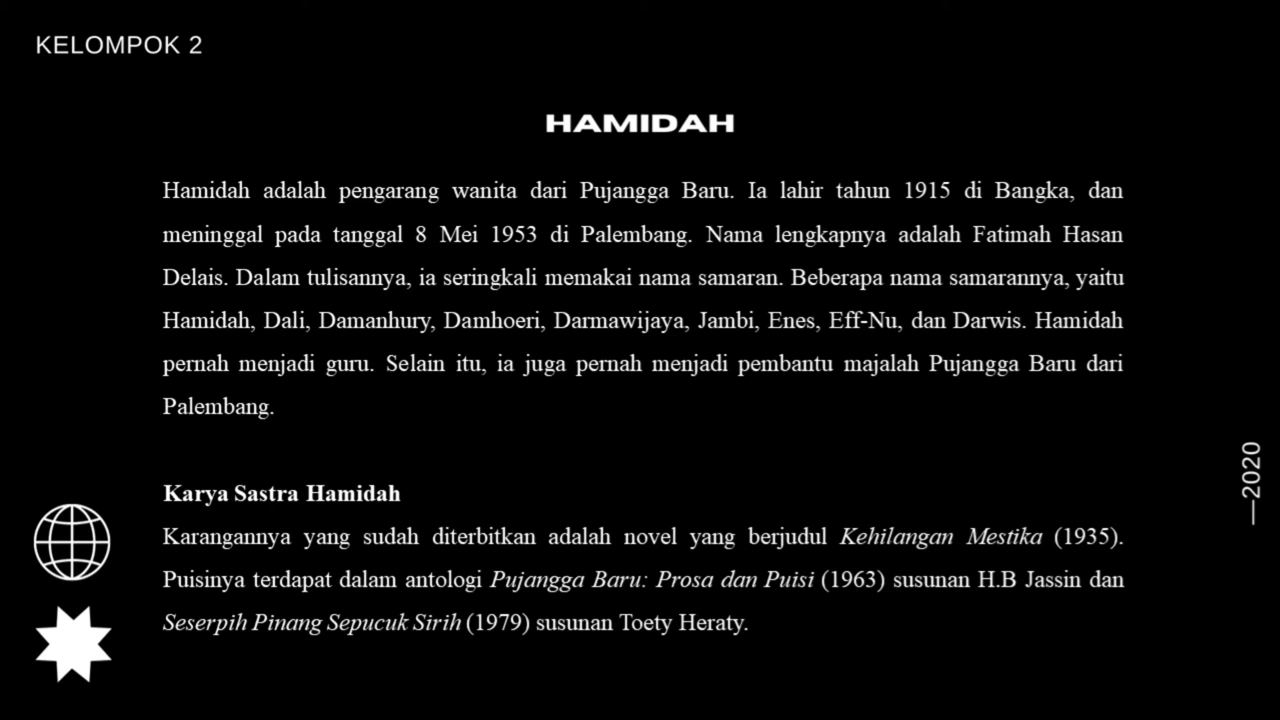 KELOMPOK 2
HAMIDAH
Hamidah adalah pengarang wanita dari Pujangga Baru. Ia lahir tahun 1915 di Bangka, dan
meninggal pada tanggal 8 Mei 1953 di Palembang. Nama lengkapnya adalah Fatimah Hasan
Delais. Dalam tulisannya, ia seringkali memakai nama samaran. Beberapa nama samarannya, yaitu
Hamidah, Dali, Damanhury, Damhoeri, Darmawijaya, Jambi, Enes, Eff-Nu, dan Darwis. Hamidah
pernah menjadi guru. Selain itu, ia juga pernah menjadi pembantu majalah Pujangga Baru dari
Palembang.
Karya Sastra Hamidah
Karangannya yang sudah diterbitkan adalah novel yang berjudul Kehilangan Mestika (1935).
Puisinya terdapat dalam antologi Pujangga Baru: Prosa dan Puisi (1963) susunan H.B Jassin dan
Seserpih Pinang Sepucuk Sirih (1979) susunan Toety Heraty.
—2020